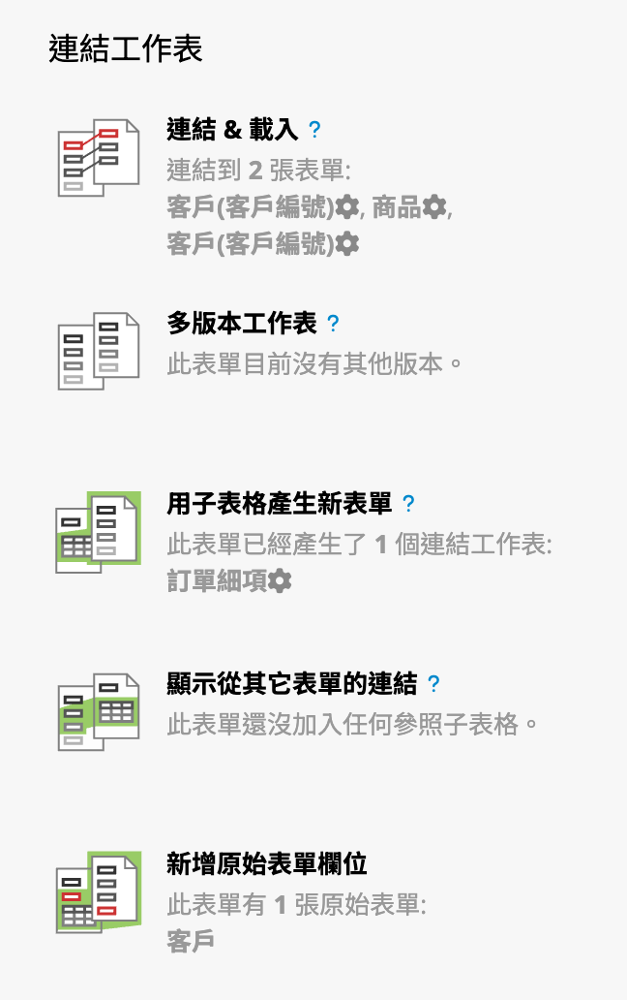 連結工作表
連結 & 載入 ?
連結到 2 張表單:
客戶(客戶編號), 商品,
客戶(客戶編號)
多版本工作表 ?
此表單目前沒有其他版本。
用子表格產生新表單 ?
此表單已經產生了 1 個連結工作表:
訂單細項
顯示從其它表單的連結 ?
此表單還沒加入任何參照子表格。
新增原始表單欄位
此表單有 1 張原始表單:
客戶